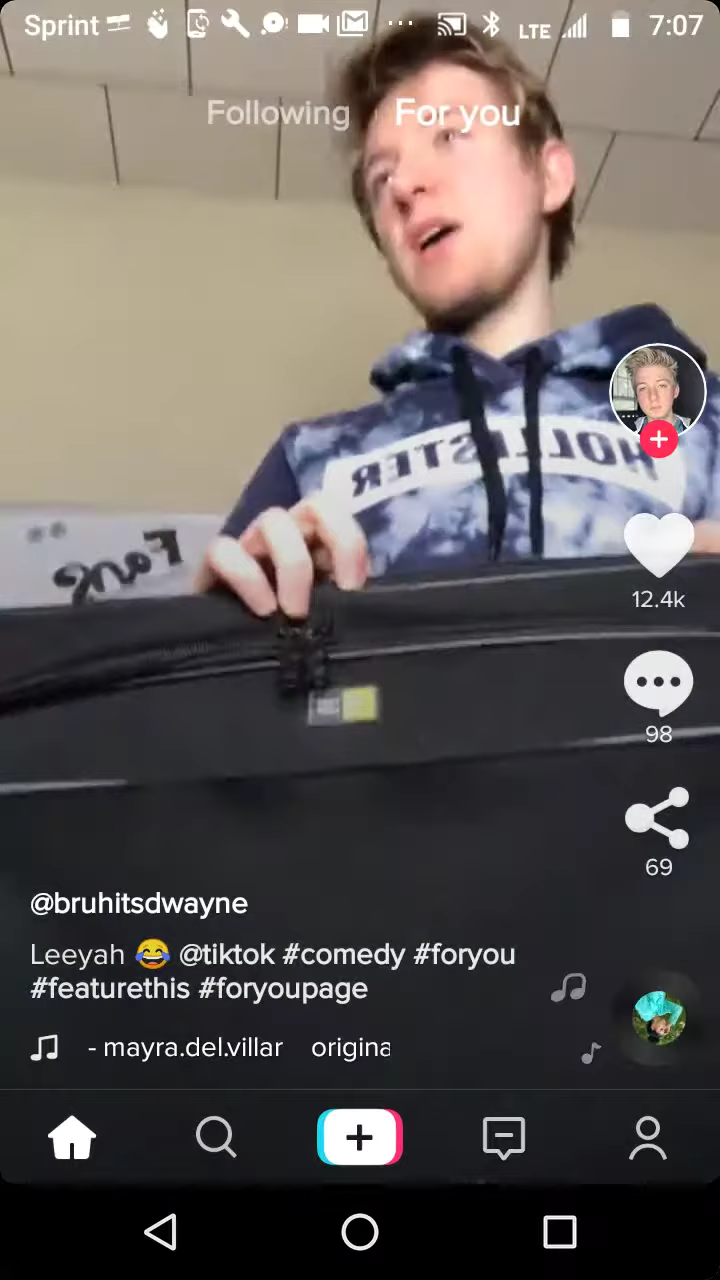 Sprint LTE 7:07
Following For you
HOLLISTER
12.4k
98
69
@bruhitsdwayne
Leeyah 😂 @tiktok #comedy #foryou
#featurethis #foryoupage
- mayra.del.villar origina